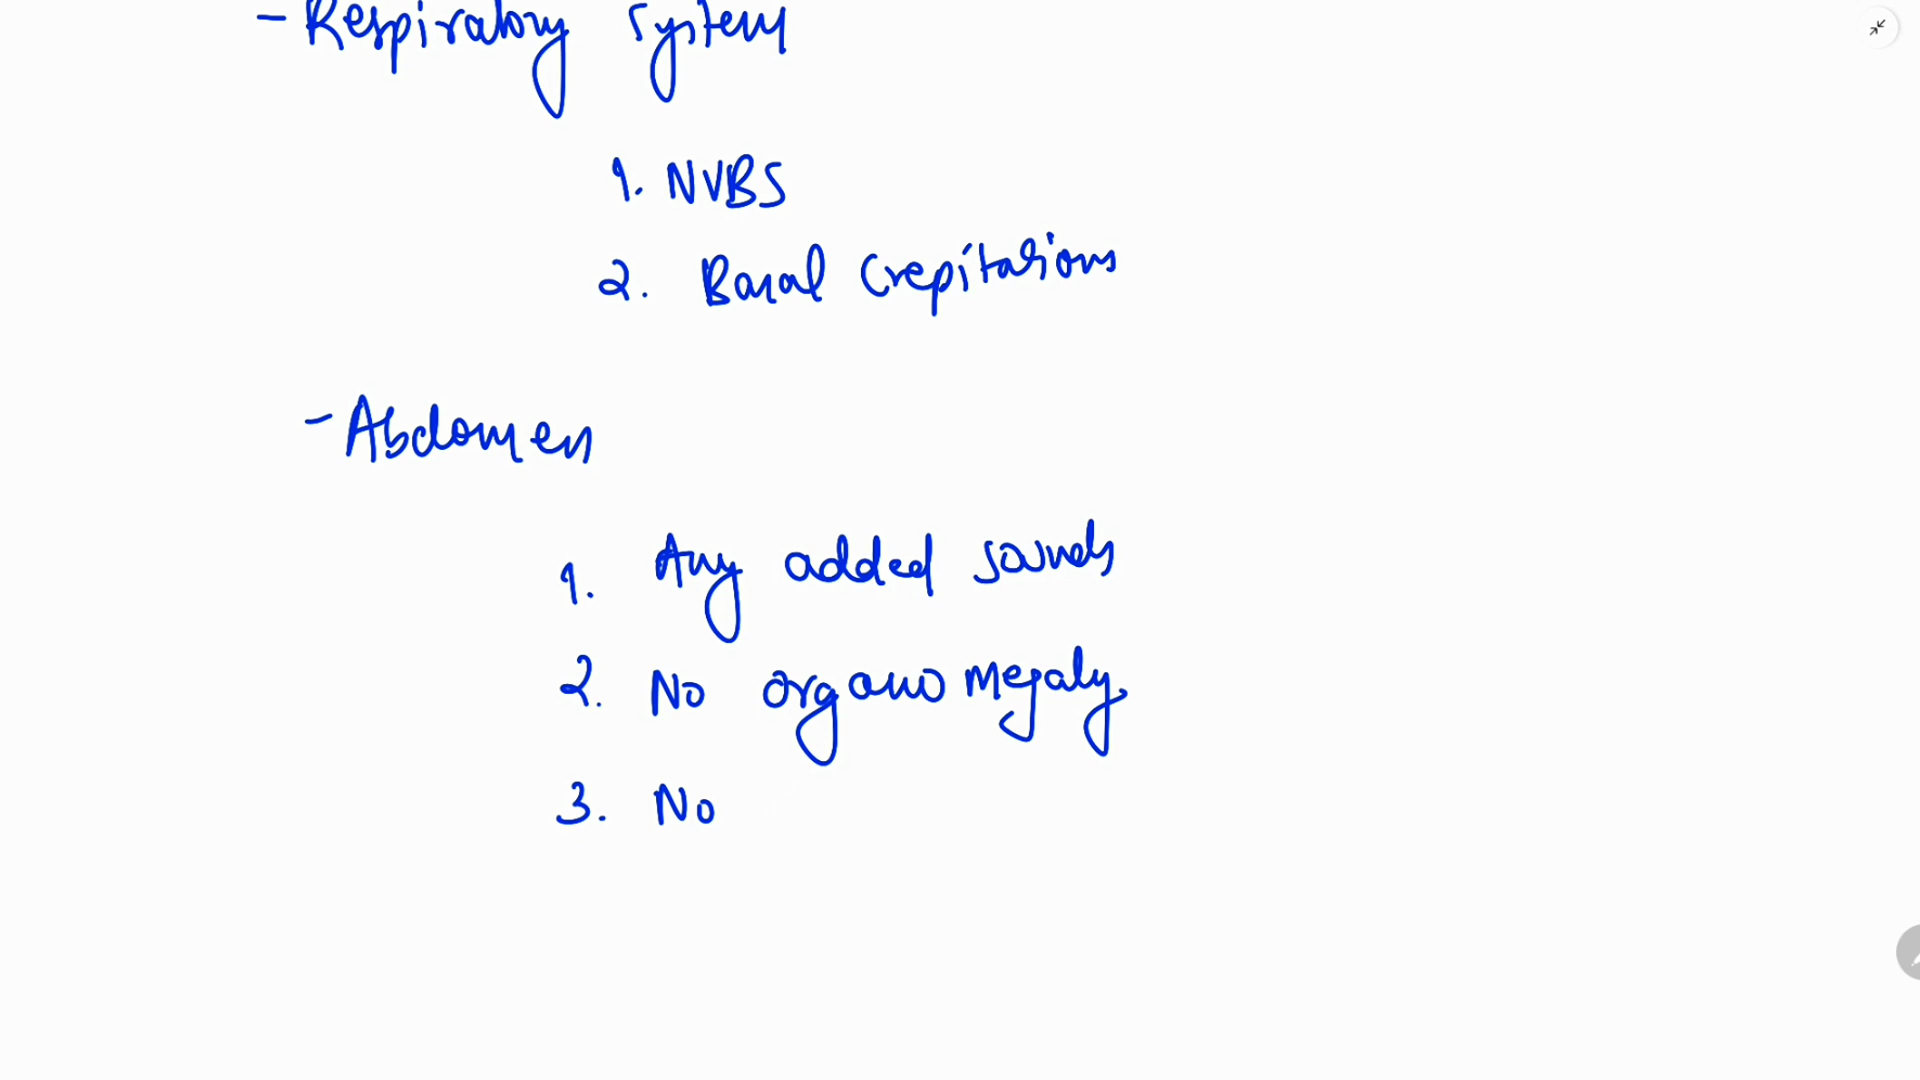 - Respiratory system
1. NVBS
2. Basal Crepitations
- Abdomen
1. Any added sounds
2. No organomegaly
3. No